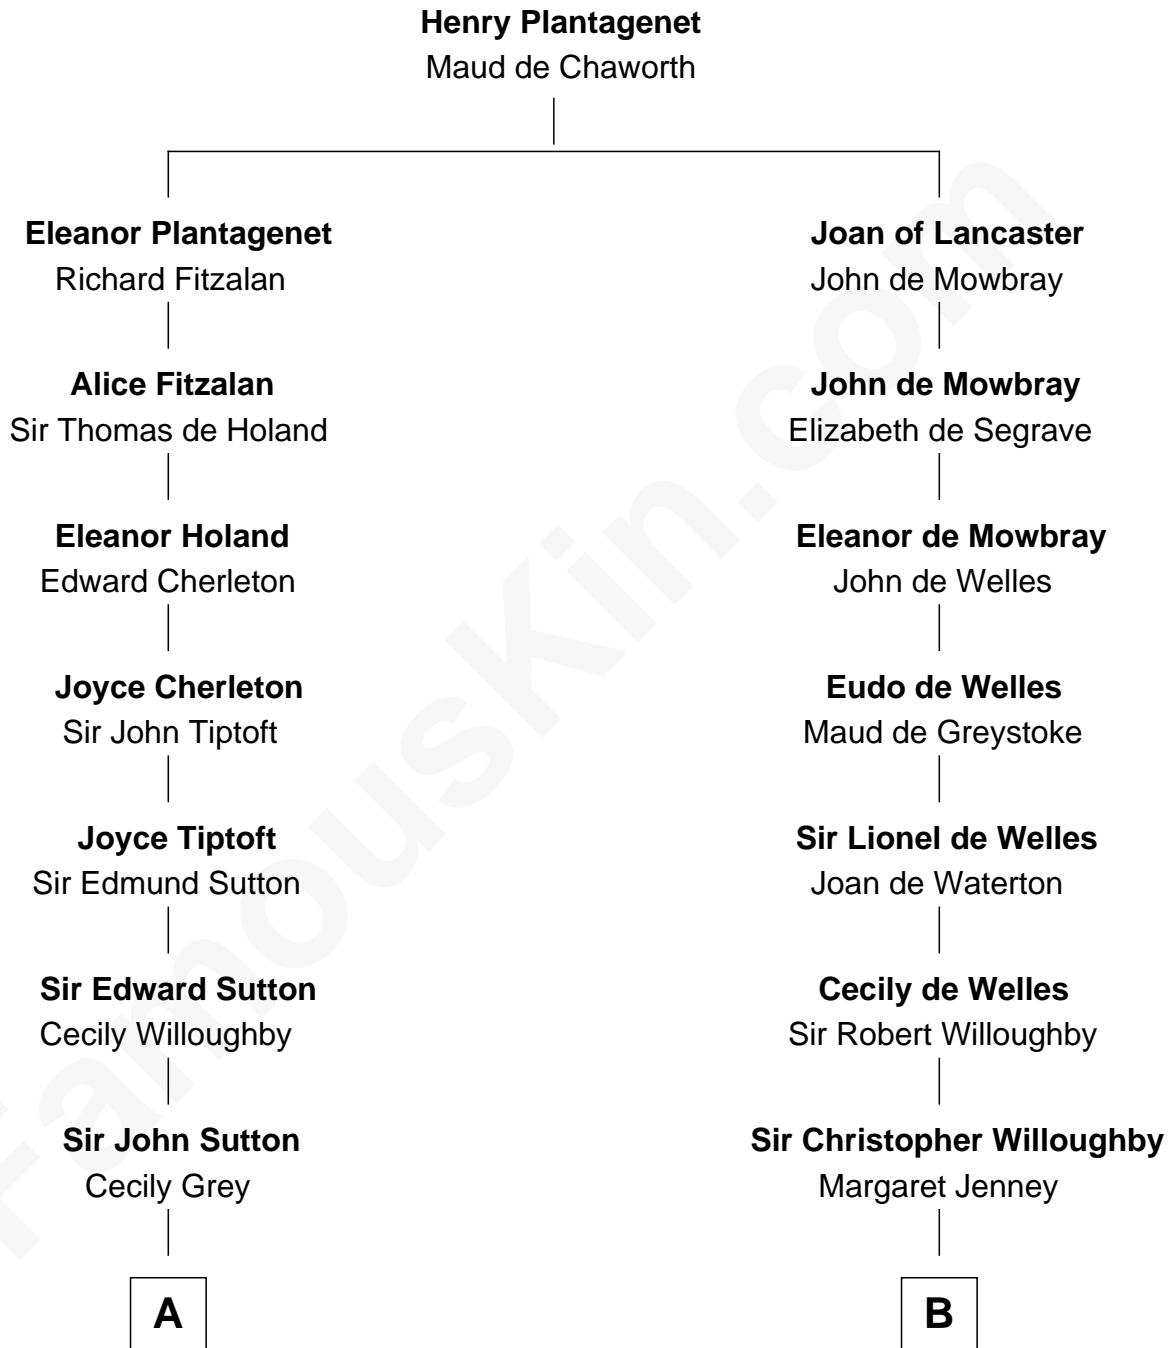 Henry Plantagenet
Maud de Chaworth
Eleanor Plantagenet
Richard Fitzalan
Joan of Lancaster
John de Mowbray
Alice Fitzalan
Sir Thomas de Holand
John de Mowbray
Elizabeth de Segrave
Eleanor Holand
Edward Cherleton
Eleanor de Mowbray
John de Welles
Joyce Cherleton
Sir John Tiptoft
Eudo de Welles
Maud de Greystoke
Joyce Tiptoft
Sir Edmund Sutton
Sir Lionel de Welles
Joan de Waterton
Sir Edward Sutton
Cecily Willoughby
Cecily de Welles
Sir Robert Willoughby
Sir John Sutton
Cecily Grey
Sir Christopher Willoughby
Margaret Jenney
A
B
FamousKin.com